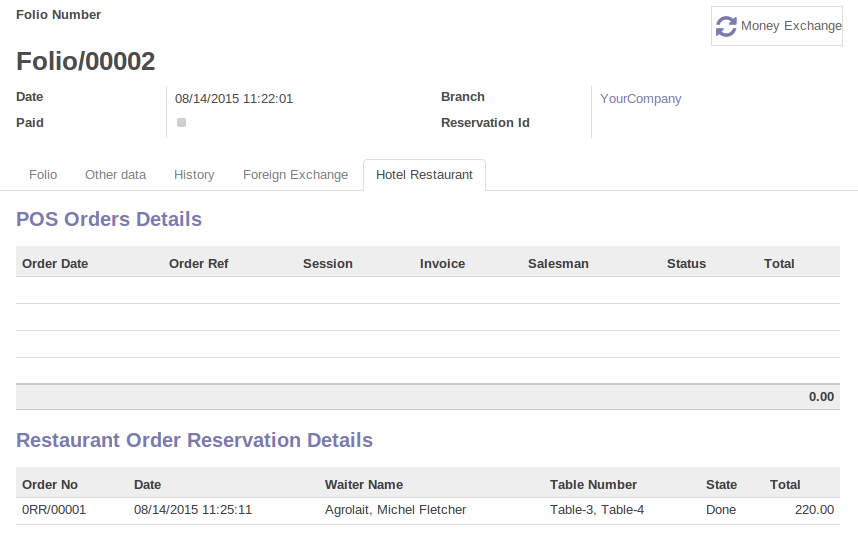 Folio Number
Money Exchange
Folio/00002
Date 08/14/2015 11:22:01 Branch YourCompany
Paid Reservation Id
Folio Other data History Foreign Exchange Hotel Restaurant
POS Orders Details
Order Date Order Ref Session Invoice Salesman Status Total
0.00
Restaurant Order Reservation Details
Order No Date Waiter Name Table Number State Total
0RR/00001 08/14/2015 11:25:11 Agrolait, Michel Fletcher Table-3, Table-4 Done 220.00